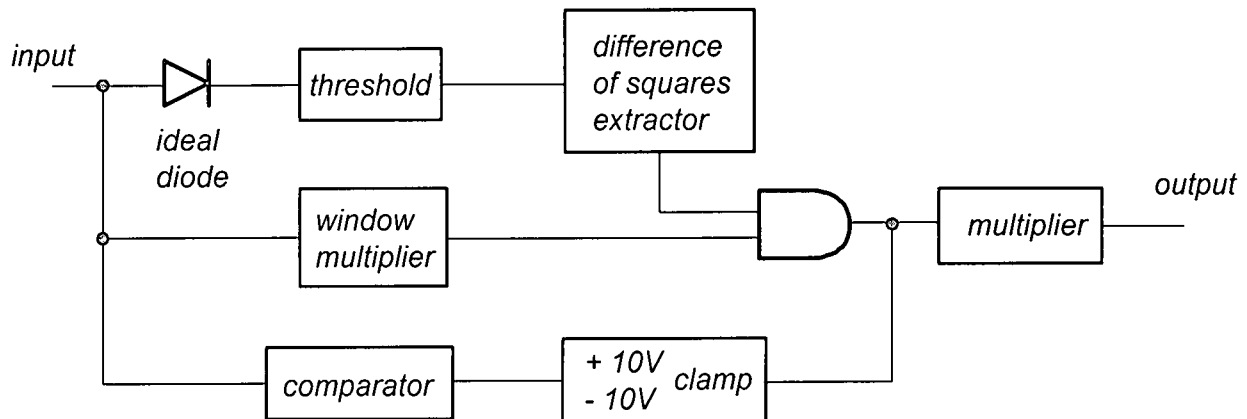 input
ideal
diode
threshold
difference
of squares
extractor
window
multiplier
comparator
+ 10V
- 10V
clamp
multiplier
output